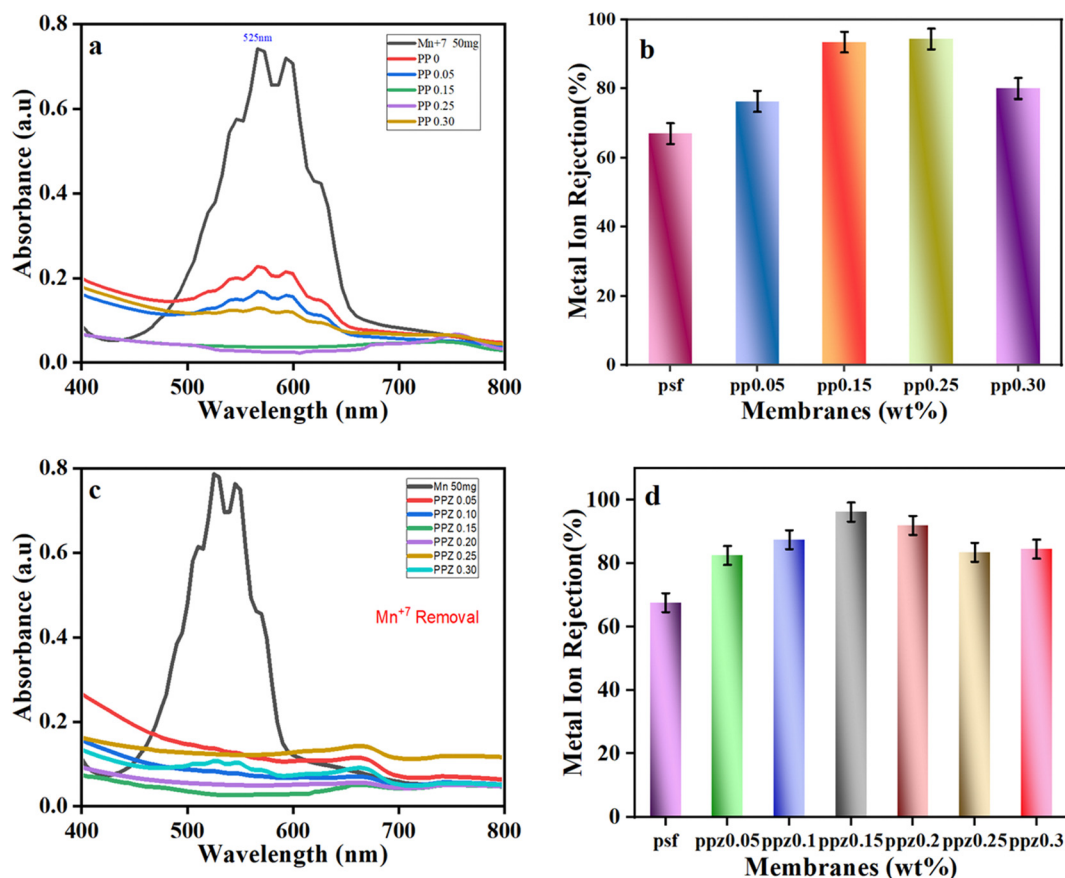 a
525nm
Mn+7 50mg
PP 0
PP 0.05
PP 0.15
PP 0.25
PP 0.30
0.8
0.6
0.4
0.2
0.0
Absorbance (a.u)
400 500 600 700 800
Wavelength (nm)
b
100
80
60
40
20
0
Metal Ion Rejection(%)
psf pp0.05 pp0.15 pp0.25 pp0.30
Membranes (wt%)
c
Mn 50mg
PPZ 0.05
PPZ 0.10
PPZ 0.15
PPZ 0.20
PPZ 0.25
PPZ 0.30
Mn+7 Removal
0.8
0.6
0.4
0.2
0.0
Absorbance (a.u)
400 500 600 700 800
Wavelength (nm)
d
100
80
60
40
20
0
Metal Ion Rejection(%)
psf ppz0.05 ppz0.1 ppz0.15 ppz0.2 ppz0.25 ppz0.3
Membranes (wt%)